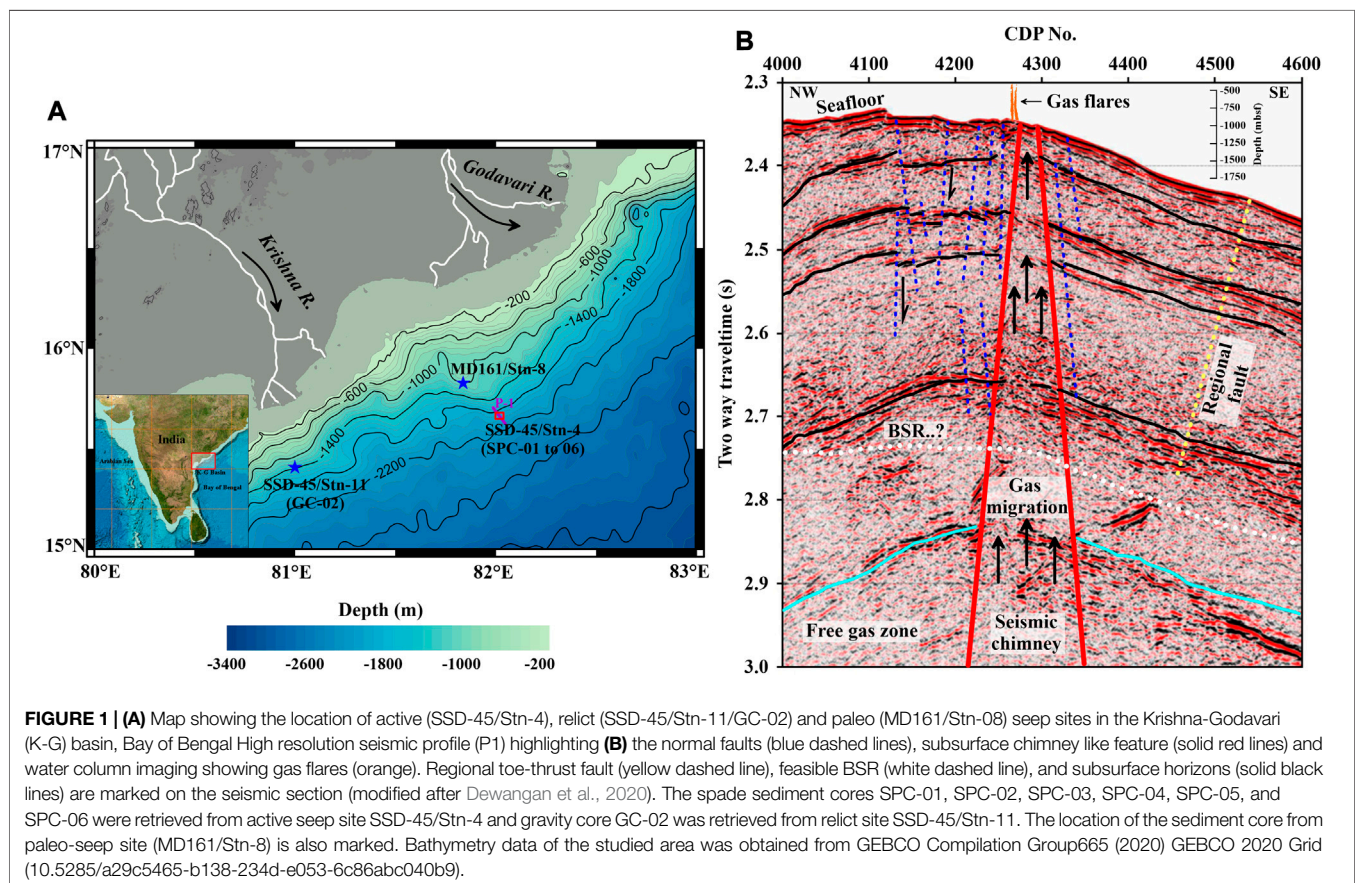 A
17°N
16°N
15°N
80°E
81°E
82°E
83°E
Godavari R.
Krishna R.
-600
-1000
-1800
-200
-1400
MD161/Stn-8
-1000
-600
P-1
SSD-45/Stn-4
(SPC-01 to 06)
-1400
-2200
SSD-45/Stn-11
(GC-02)
India
Arabian Sea
K-G Basin
Bay of Bengal
Depth (m)
-3400
-2600
-1800
-1000
-200
B
CDP No.
4000
4100
4200
4300
4400
4500
4600
2.3
2.4
2.5
2.6
2.7
2.8
2.9
3.0
Two way traveltime (s)
NW
SE
Seafloor
Gas flares
-500
-750
-1000
-1250
-1500
-1750
Depth (mbsf)
Regional
fault
BSR..?
Gas
migration
Free gas zone
Seismic
chimney
FIGURE 1 | (A) Map showing the location of active (SSD-45/Stn-4), relict (SSD-45/Stn-11/GC-02) and paleo (MD161/Stn-08) seep sites in the Krishna-Godavari
(K-G) basin, Bay of Bengal High resolution seismic profile (P1) highlighting (B) the normal faults (blue dashed lines), subsurface chimney like feature (solid red lines) and
water column imaging showing gas flares (orange). Regional toe-thrust fault (yellow dashed line), feasible BSR (white dashed line), and subsurface horizons (solid black
lines) are marked on the seismic section (modified after Dewangan et al., 2020). The spade sediment cores SPC-01, SPC-02, SPC-03, SPC-04, SPC-05, and
SPC-06 were retrieved from active seep site SSD-45/Stn-4 and gravity core GC-02 was retrieved from relict site SSD-45/Stn-11. The location of the sediment core from
paleo-seep site (MD161/Stn-8) is also marked. Bathymetry data of the studied area was obtained from GEBCO Compilation Group665 (2020) GEBCO 2020 Grid
(10.5285/a29c5465-b138-234d-e053-6c86abc040b9).